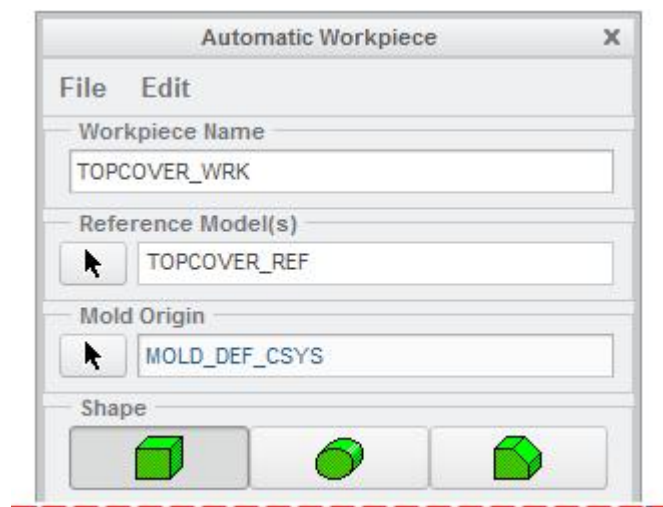 Automatic Workpiece X
File Edit
Workpiece Name
TOPCOVER_WRK
Reference Model(s)
TOPCOVER_REF
Mold Origin
MOLD_DEF_CSYS
Shape